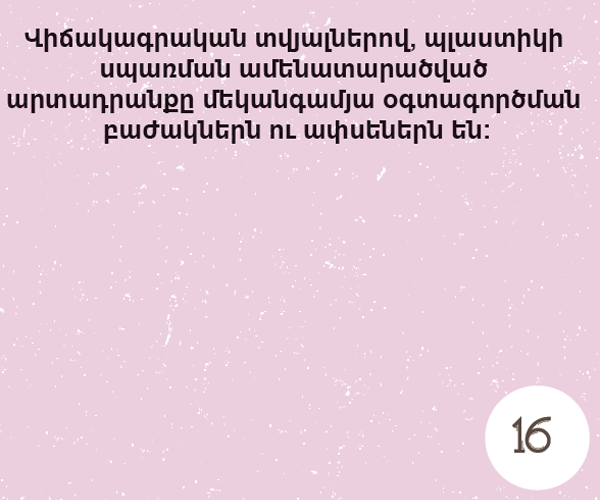 Վիճակագրական տվյալներով, պլաստիկի
սպառման ամենատարածված
արտադրանքը մեկանգամյա օգտագործման
բաժակներն ու ափսեներն են:
16